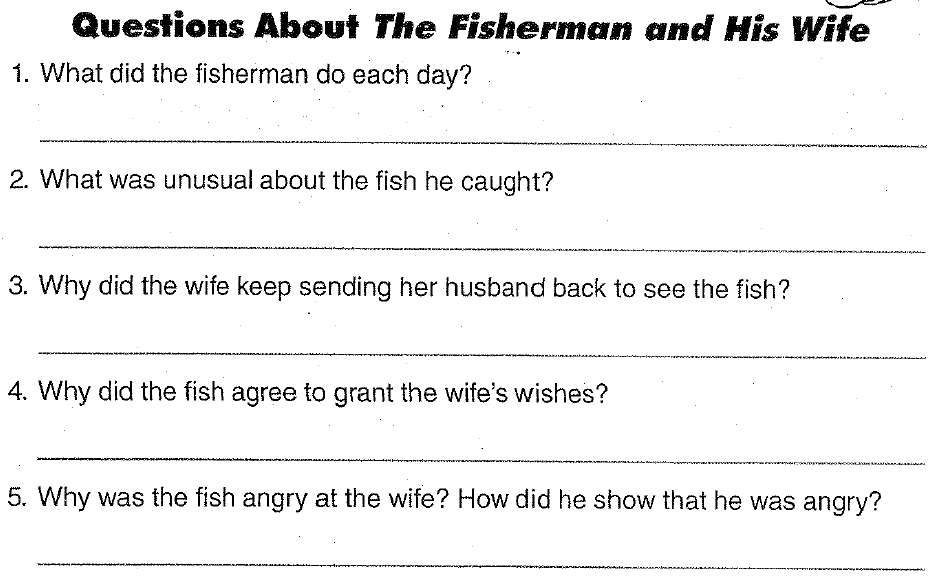 Questions About The Fisherman and His Wife
1. What did the fisherman do each day?
2. What was unusual about the fish he caught?
3. Why did the wife keep sending her husband back to see the fish?
4. Why did the fish agree to grant the wife's wishes?
5. Why was the fish angry at the wife? How did he show that he was angry?